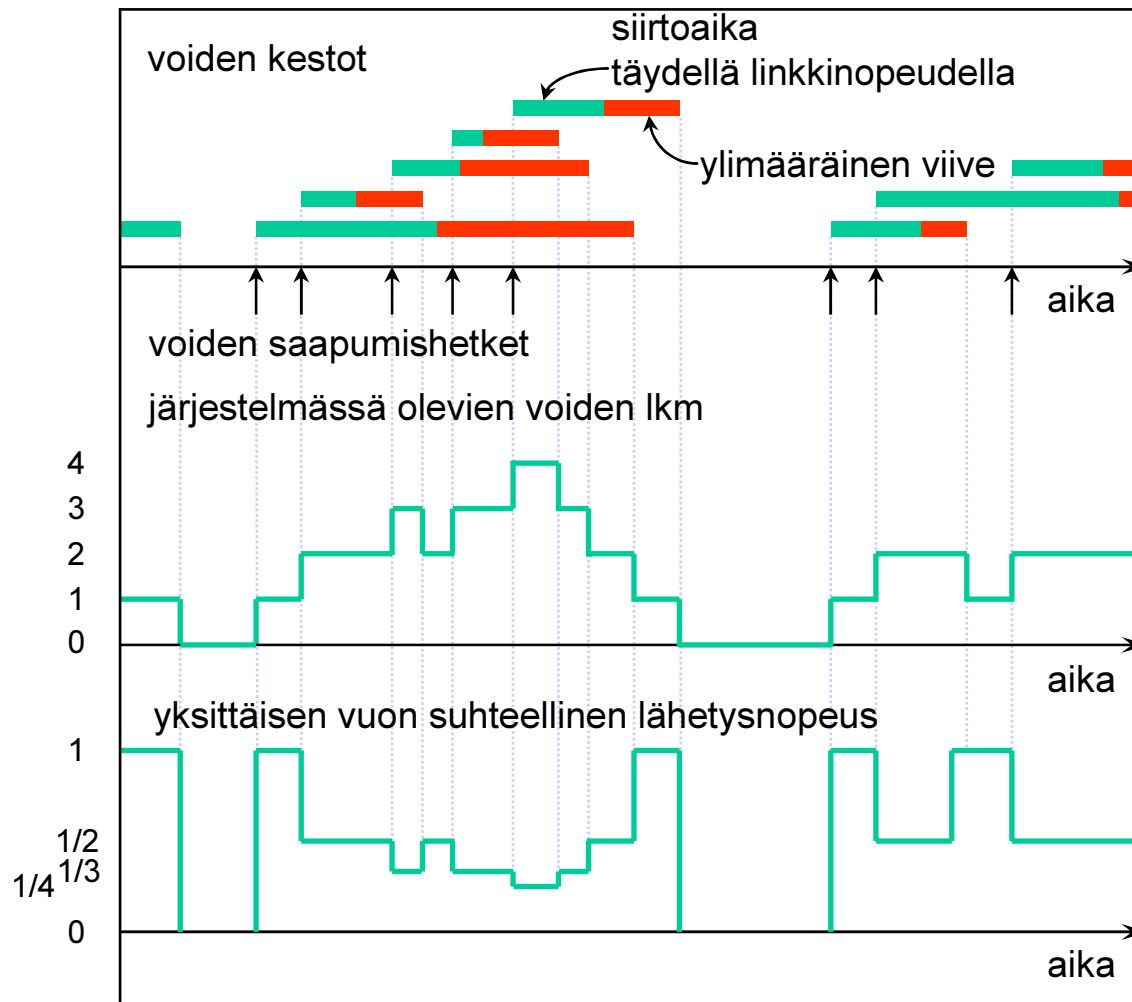 voiden kestot
siirtoaika
täydellä linkkinopeudella
ylimääräinen viive
aika
voiden saapumishetket
järjestelmässä olevien voiden lkm
4
3
2
1
0
aika
yksittäisen vuon suhteellinen lähetysnopeus
1
1/2
1/3
1/4
0
aika